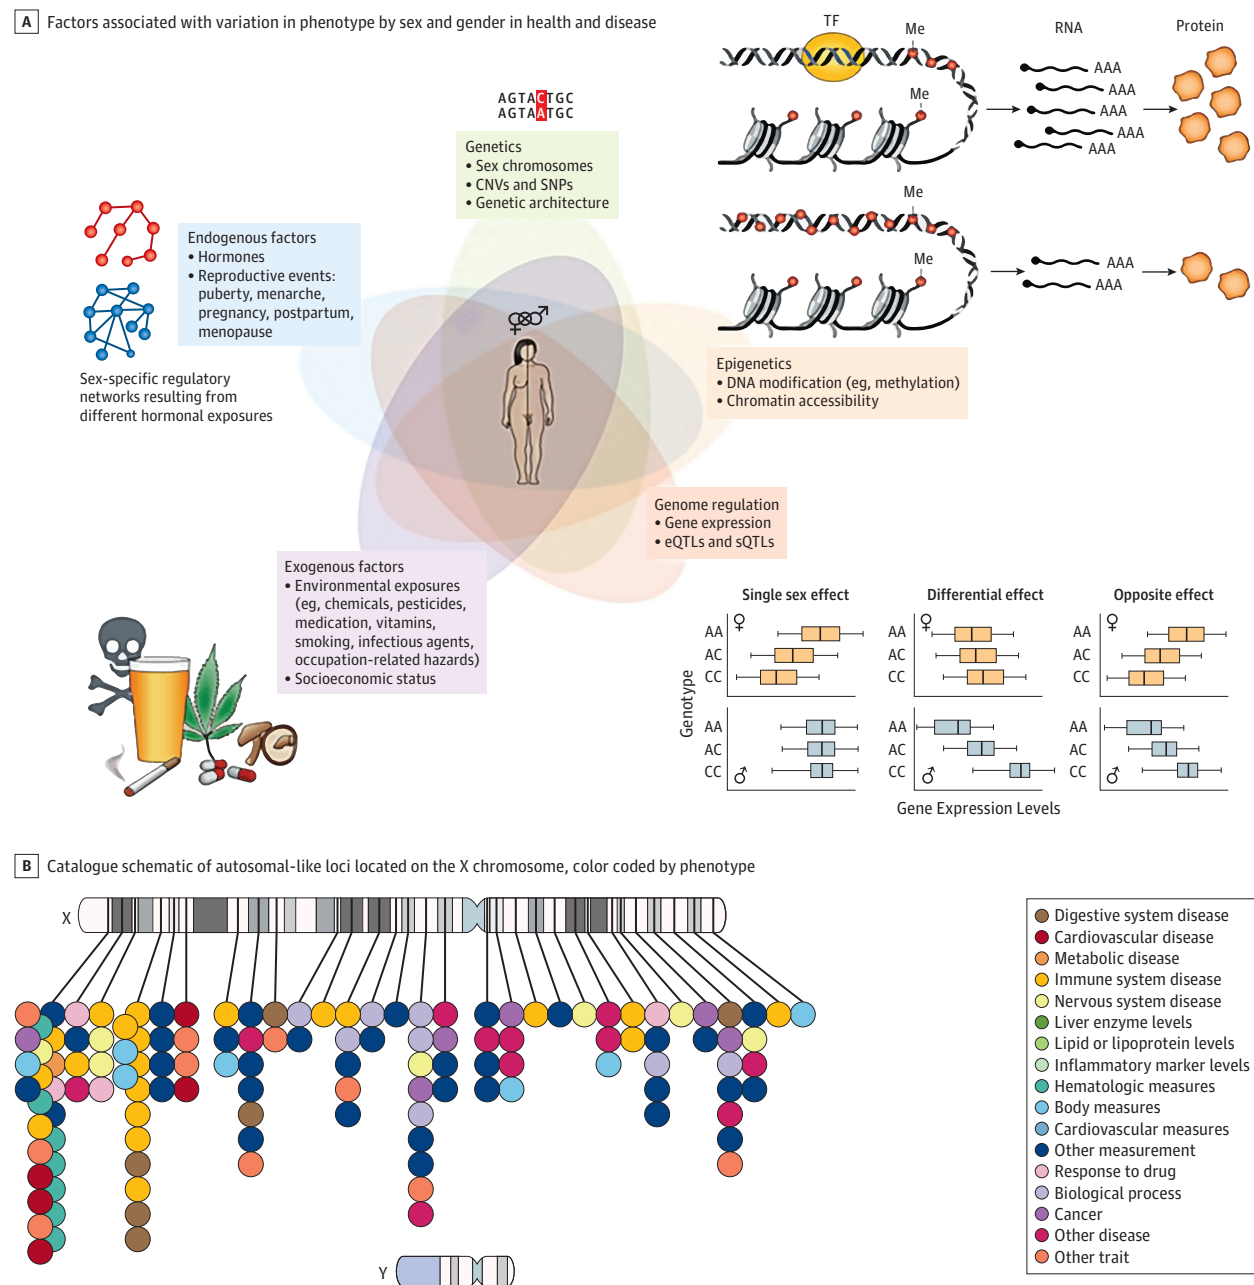 A Factors associated with variation in phenotype by sex and gender in health and disease
AGTACTGC
AGTAATGC
Genetics
• Sex chromosomes
• CNVs and SNPs
• Genetic architecture
TF
Me
Me
RNA
AAA
AAA
AAA
AAA
AAA
Protein
Me
Me
AAA
AAA
Endogenous factors
• Hormones
• Reproductive events:
puberty, menarche,
pregnancy, postpartum,
menopause
Sex-specific regulatory
networks resulting from
different hormonal exposures
Epigenetics
• DNA modification (eg, methylation)
• Chromatin accessibility
Genome regulation
• Gene expression
• eQTLs and sQTLs
Exogenous factors
• Environmental exposures
(eg, chemicals, pesticides,
medication, vitamins,
smoking, infectious agents,
occupation-related hazards)
• Socioeconomic status
Single sex effect
Differential effect
Opposite effect
Genotype
♀
AA
AC
CC
♀
AA
AC
CC
♀
AA
AC
CC
AA
AC
CC
♂
AA
AC
CC
♂
AA
AC
CC
♂
Gene Expression Levels
B Catalogue schematic of autosomal-like loci located on the X chromosome, color coded by phenotype
X
Y
Digestive system disease
Cardiovascular disease
Metabolic disease
Immune system disease
Nervous system disease
Liver enzyme levels
Lipid or lipoprotein levels
Inflammatory marker levels
Hematologic measures
Body measures
Cardiovascular measures
Other measurement
Response to drug
Biological process
Cancer
Other disease
Other trait